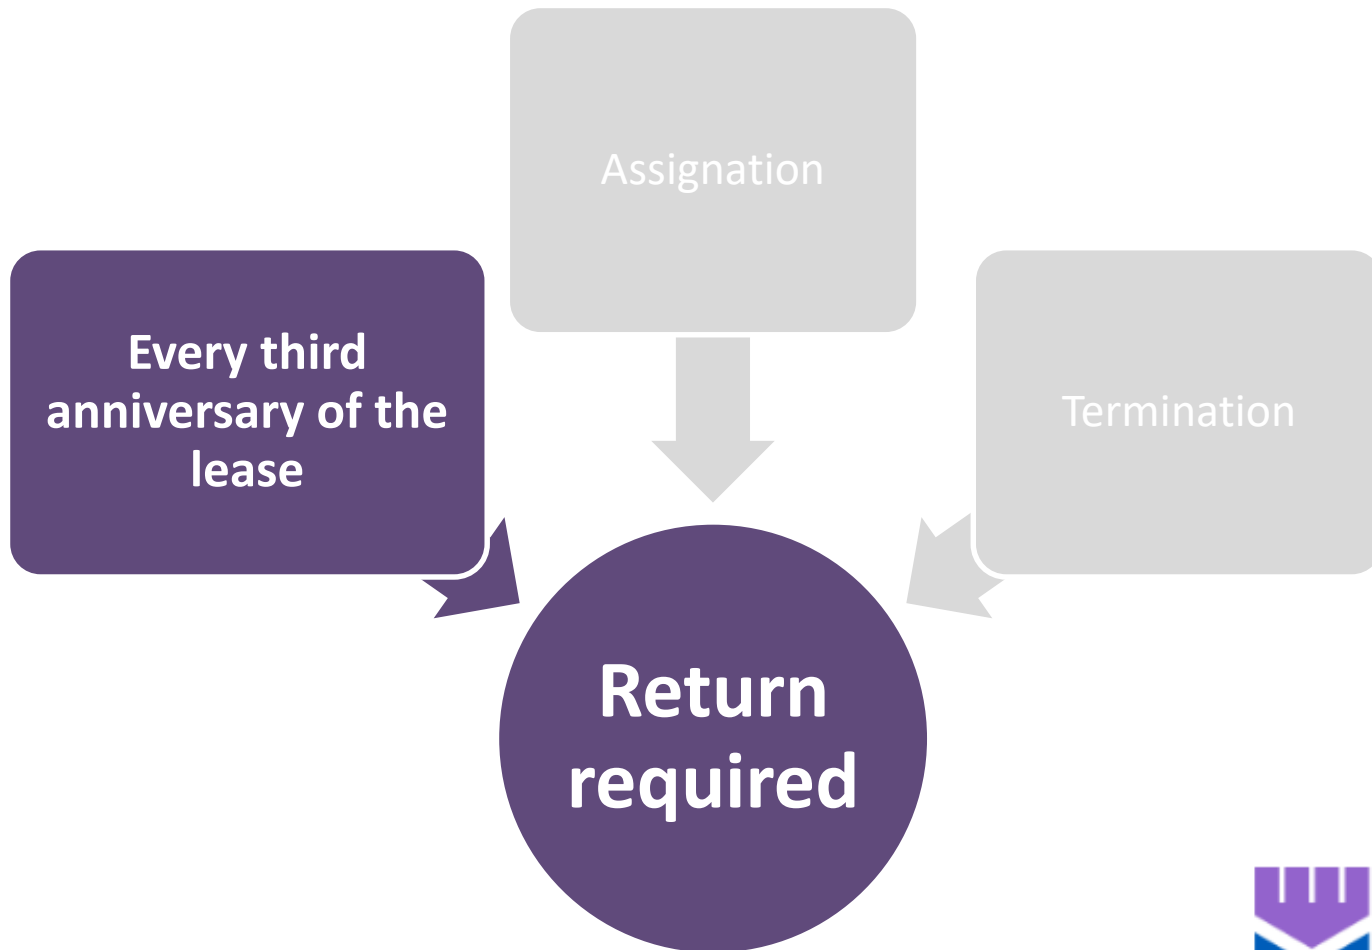 Assignation
Every third
anniversary of the
lease
Termination
Return
required